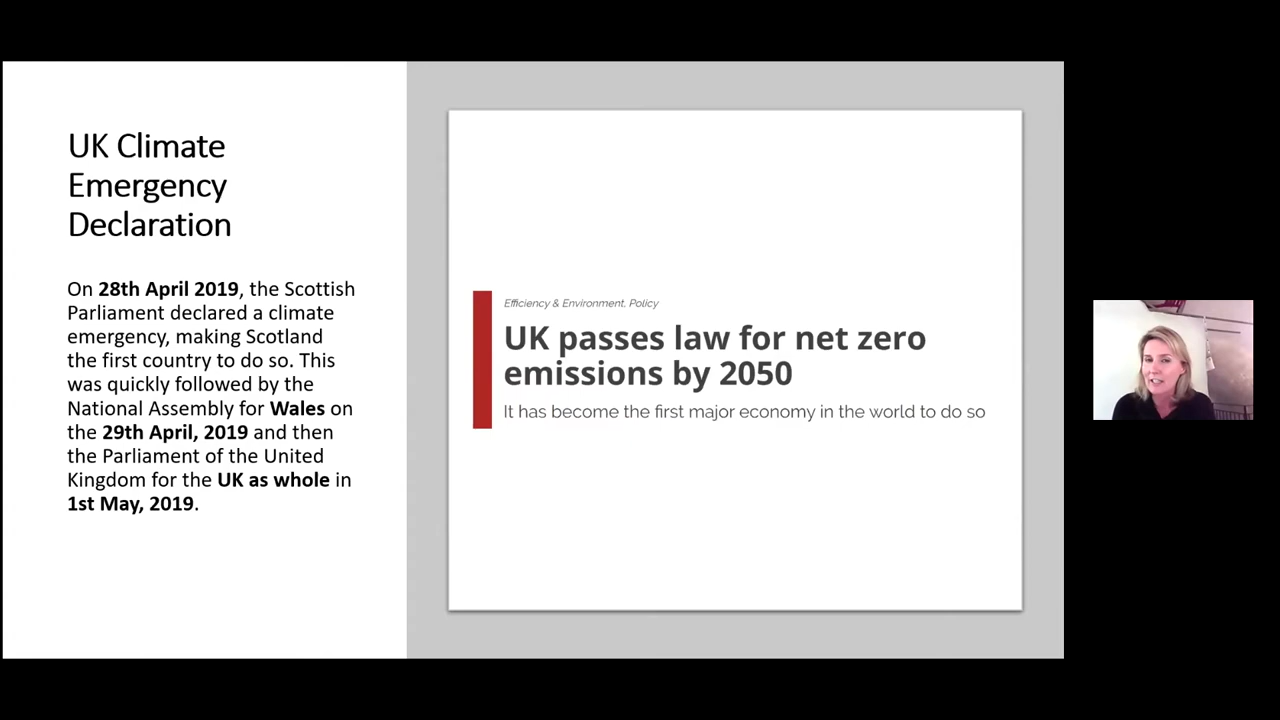 UK Climate
Emergency
Declaration
On 28th April 2019, the Scottish
Parliament declared a climate
emergency, making Scotland
the first country to do so. This
was quickly followed by the
National Assembly for Wales on
the 29th April, 2019 and then
the Parliament of the United
Kingdom for the UK as whole in
1st May, 2019.
Efficiency & Environment, Policy
UK passes law for net zero
emissions by 2050
It has become the first major economy in the world to do so